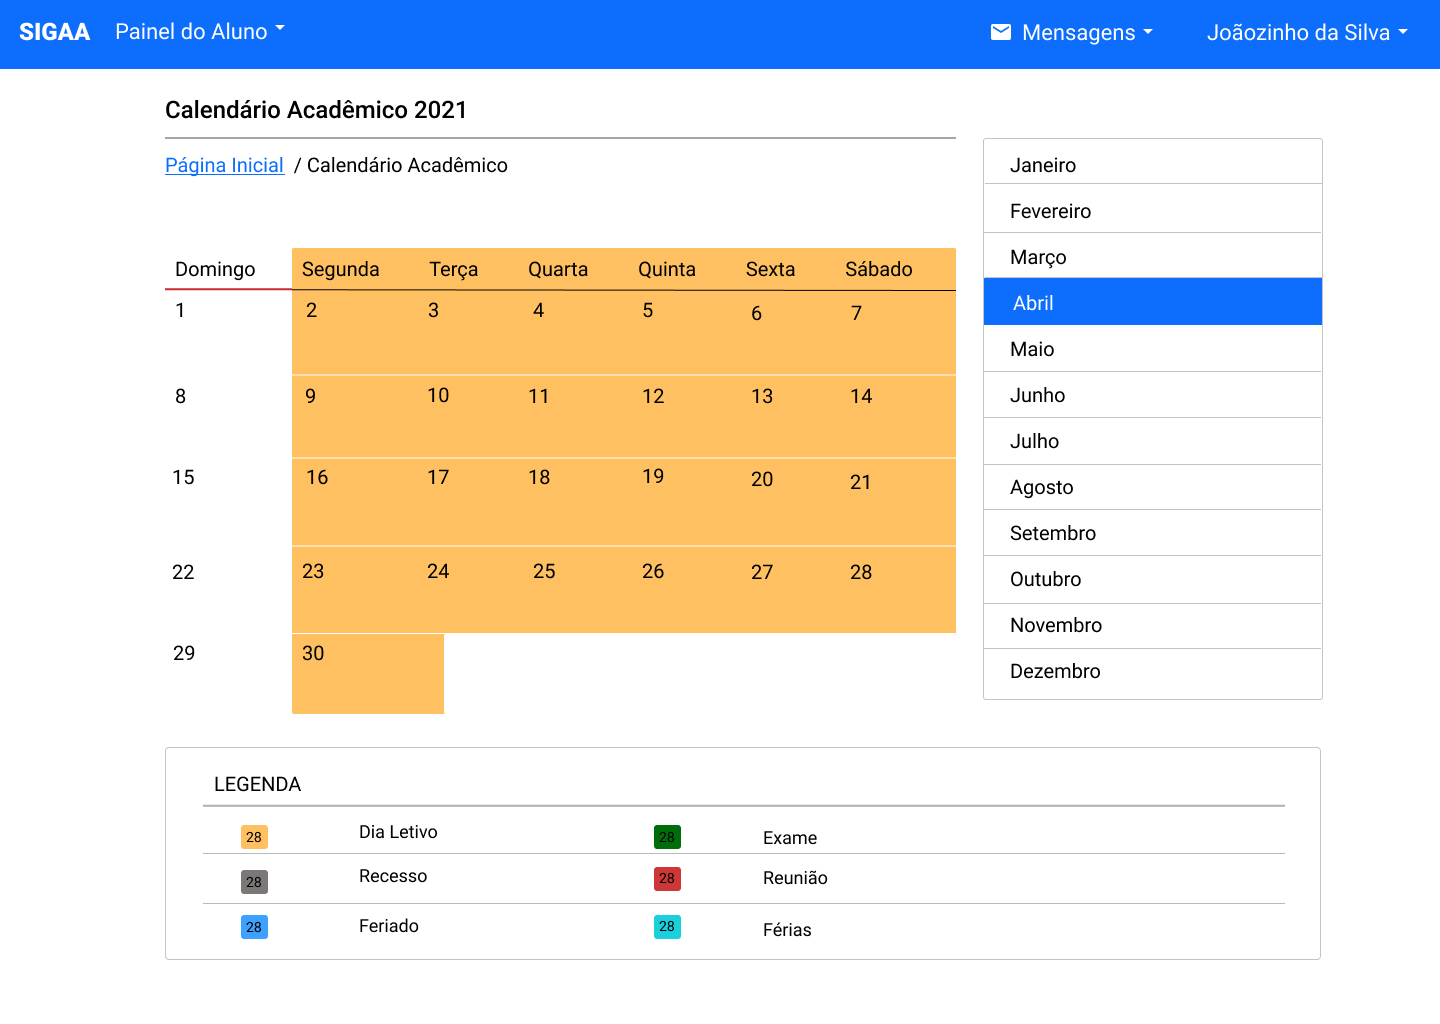 SIGAA Painel do Aluno Mensagens Joãozinho da Silva
Calendário Acadêmico 2021
Página Inicial / Calendário Acadêmico
Domingo Segunda Terça Quarta Quinta Sexta Sábado
1 2 3 4 5 6 7
8 9 10 11 12 13 14
15 16 17 18 19 20 21
22 23 24 25 26 27 28
29 30
Janeiro
Fevereiro
Março
Abril
Maio
Junho
Julho
Agosto
Setembro
Outubro
Novembro
Dezembro
LEGENDA
28 Dia Letivo 28 Exame
28 Recesso 28 Reunião
28 Feriado 28 Férias